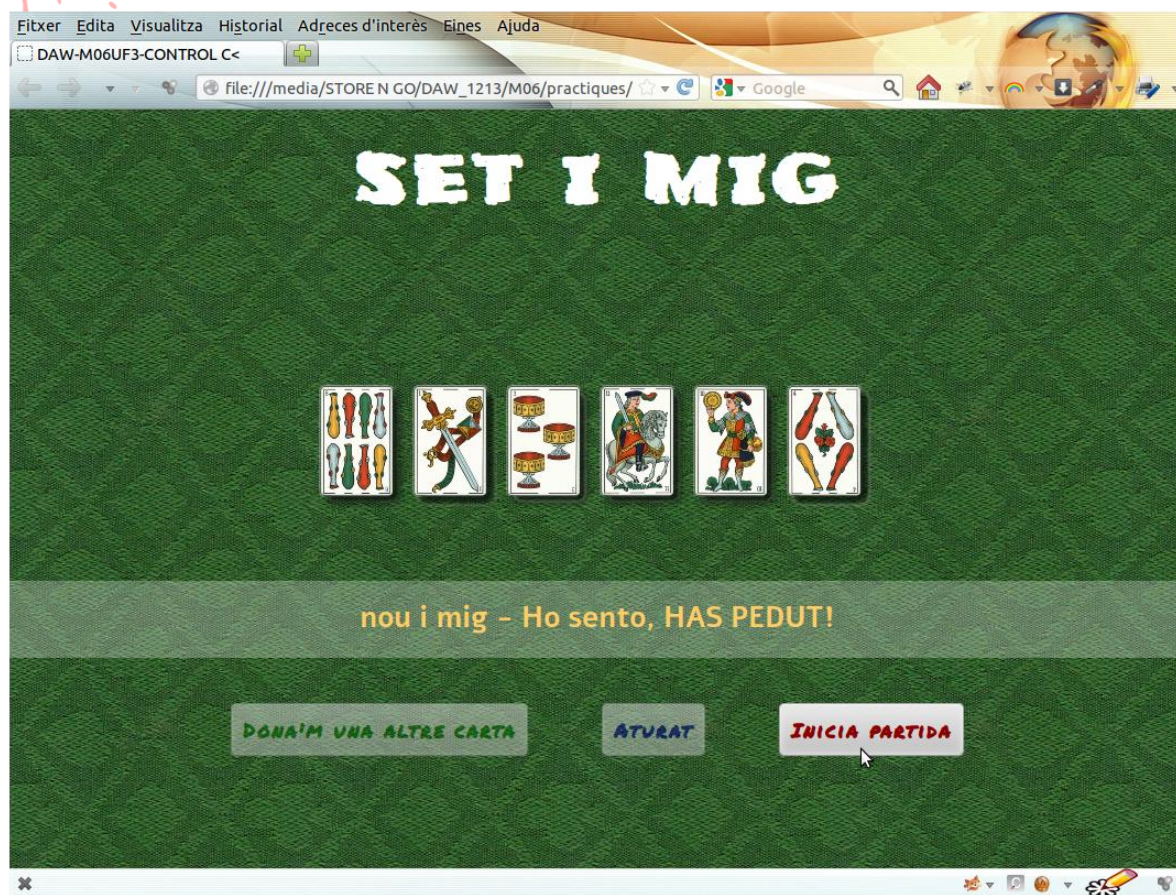 Fitxer Edita Visualitza Historial Adreces d'interès Eines Ajuda
DAW-M06UF3-CONTROL C<
file:///media/STORE N GO/DAW_1213/M06/practiques/ Google
SET I MIG
nou i mig – Ho sento, HAS PEDUT!
DONA'M UNA ALTRE CARTA ATURAT INICIA PARTIDA